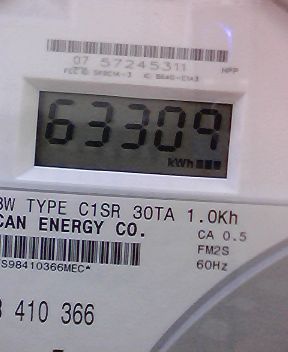 07 57245311
63309
kWh
3W TYPE C1SR 30TA 1.0Kh
CAN ENERGY CO.
CA 0.5
FM2S
60Hz
S98410366MEC*
410 366